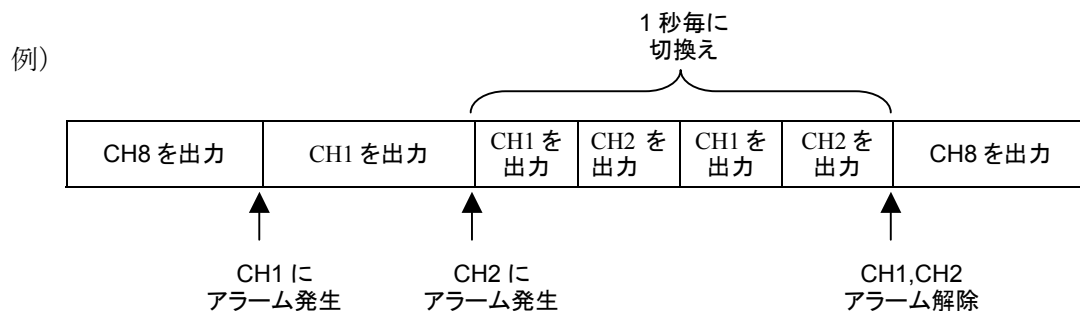 1 秒毎に
切換え
例）
CH8 を出力
CH1 を出力
CH1 を
出力
CH2 を
出力
CH1 を
出力
CH2 を
出力
CH8 を出力
CH1 に
アラーム発生
CH2 に
アラーム発生
CH1,CH2
アラーム解除